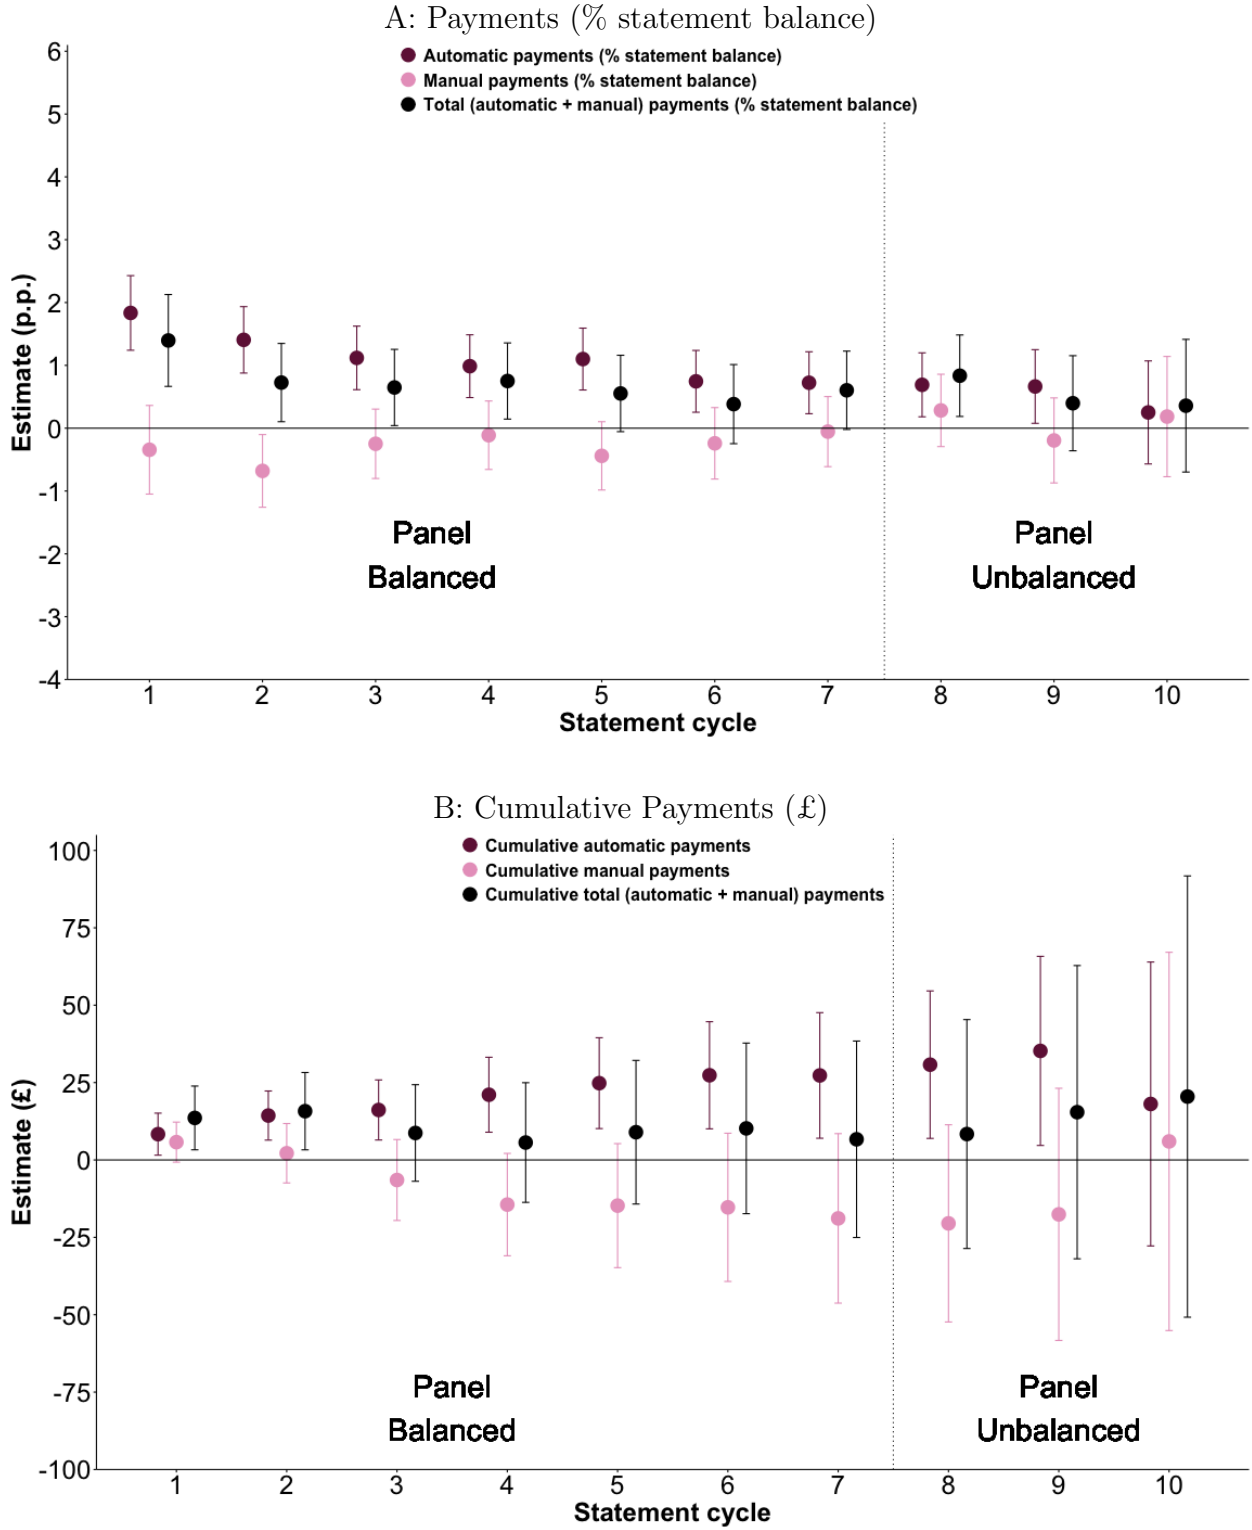 A: Payments (% statement balance)
Automatic payments (% statement balance)
Manual payments (% statement balance)
Total (automatic + manual) payments (% statement balance)
6
5
4
3
2
1
0
-1
-2
-3
-4
Estimate (p.p.)
Panel
Balanced
Panel
Unbalanced
1 2 3 4 5 6 7 8 9 10
Statement cycle
B: Cumulative Payments (£)
Cumulative automatic payments
Cumulative manual payments
Cumulative total (automatic + manual) payments
100
75
50
25
0
-25
-50
-75
-100
Estimate (£)
Panel
Balanced
Panel
Unbalanced
1 2 3 4 5 6 7 8 9 10
Statement cycle